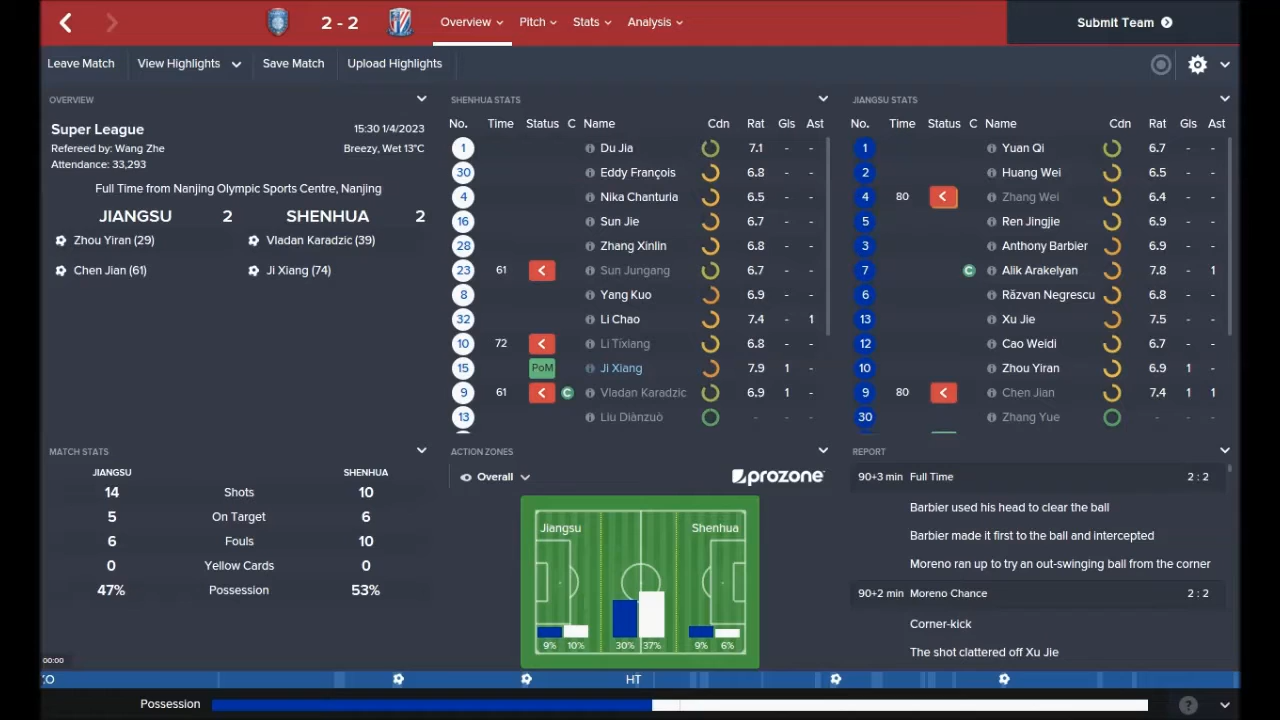 2 - 2 Overview Pitch Stats Analysis Submit Team
Leave Match View Highlights Save Match Upload Highlights
OVERVIEW
Super League 15:30 1/4/2023
Refereed by: Wang Zhe Breezy, Wet 13°C
Attendance: 33,293
Full Time from Nanjing Olympic Sports Centre, Nanjing
JIANGSU 2 SHENHUA 2
Zhou Yiran (29) Vladan Karadzic (39)
Chen Jian (61) Ji Xiang (74)
SHENHUA STATS
No. Time Status C Name Cdn Rat Gls Ast
1 Du Jia 7.1 - -
30 Eddy François 6.8 - -
4 Nika Chanturia 6.5 - -
16 Sun Jie 6.7 - -
28 Zhang Xinlin 6.8 - -
23 61 Sun Jungang 6.7 - -
8 Yang Kuo 6.9 - -
32 Li Chao 7.4 - 1
10 72 Li Tixiang 6.8 - -
15 PoM Ji Xiang 7.9 1 -
9 61 C Vladan Karadzic 6.9 1 -
13 Liu Diànzuò - - -
JIANGSU STATS
No. Time Status C Name Cdn Rat Gls Ast
1 Yuan Qi 6.7 - -
2 Huang Wei 6.5 - -
4 80 Zhang Wei 6.4 - -
5 Ren Jingjie 6.9 - -
3 Anthony Barbier 6.9 - -
7 C Alik Arakelyan 7.8 - 1
6 Răzvan Negrescu 6.8 - -
13 Xu Jie 7.5 - -
12 Cao Weidi 6.7 - -
10 Zhou Yiran 6.9 1 -
9 80 Chen Jian 7.4 1 1
30 Zhang Yue - - -
MATCH STATS
JIANGSU SHENHUA
14 Shots 10
5 On Target 6
6 Fouls 10
0 Yellow Cards 0
47% Possession 53%
ACTION ZONES
Overall prozone
Jiangsu Shenhua
9% 10% 30% 37% 9% 6%
REPORT
90+3 min Full Time 2 : 2
Barbier used his head to clear the ball
Barbier made it first to the ball and intercepted
Moreno ran up to try an out-swinging ball from the corner
90+2 min Moreno Chance 2 : 2
Corner-kick
The shot clattered off Xu Jie
00:00
HT
Possession ?